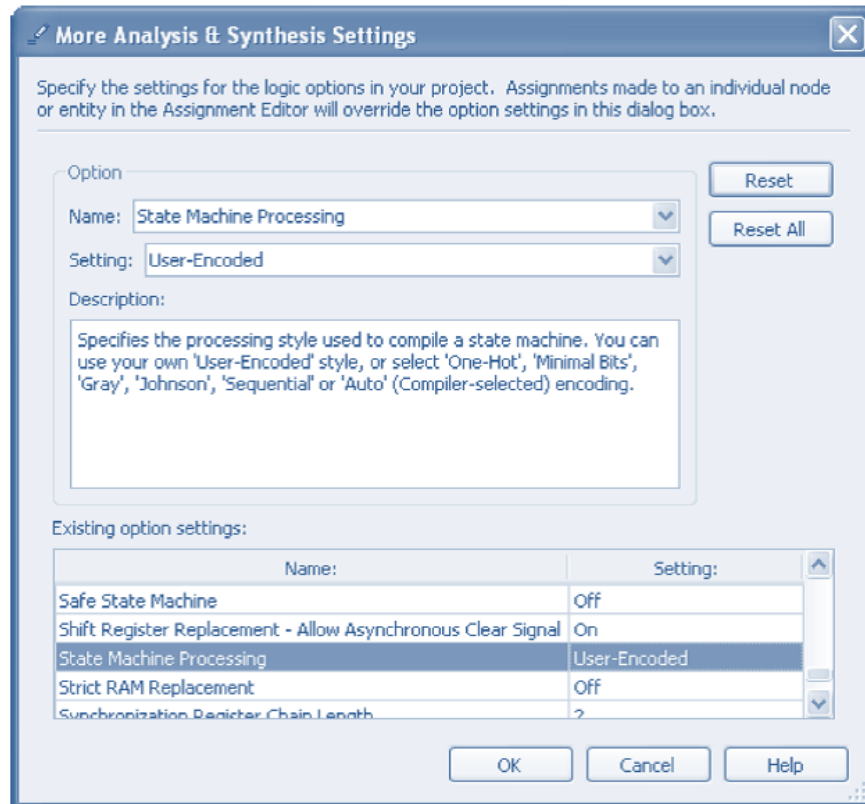 More Analysis & Synthesis Settings
Specify the settings for the logic options in your project. Assignments made to an individual node
or entity in the Assignment Editor will override the option settings in this dialog box.
Option
Reset
Name: State Machine Processing
Reset All
Setting: User-Encoded
Description:
Specifies the processing style used to compile a state machine. You can
use your own 'User-Encoded' style, or select 'One-Hot', 'Minimal Bits',
'Gray', 'Johnson', 'Sequential' or 'Auto' (Compiler-selected) encoding.
Existing option settings:
Name: Setting:
Safe State Machine Off
Shift Register Replacement - Allow Asynchronous Clear Signal On
State Machine Processing User-Encoded
Strict RAM Replacement Off
Synchronization Register Chain Length 2
OK Cancel Help